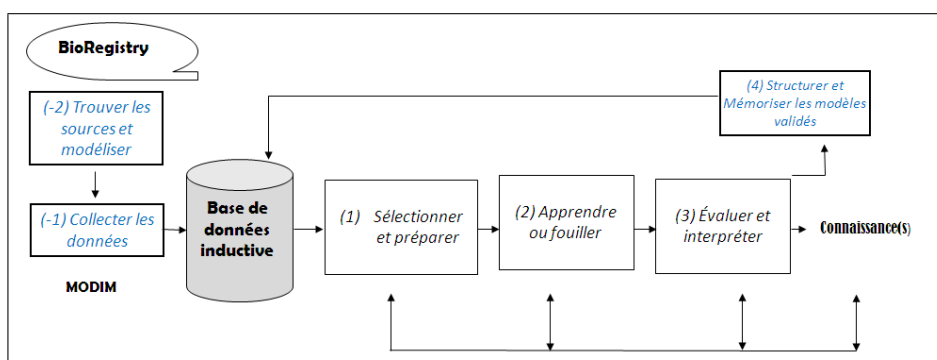 BioRegistry
(-2) Trouver les
sources et
modéliser
(-1) Collecter les
données
MODIM
Base de
données
inductive
(1) Sélectionner
et préparer
(2) Apprendre
ou fouiller
(3) Évaluer et
interpréter
(4) Structurer et
Mémoriser les modèles
validés
Connaissance(s)